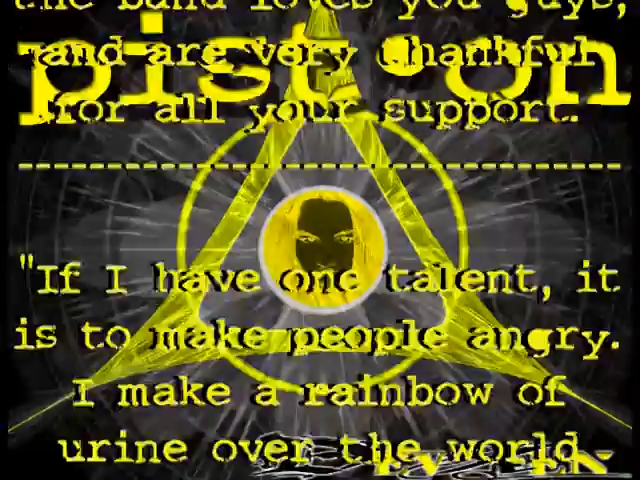 the band loves you guys,
pist•on
and are very thankful
for all your support.
"If I have one talent, it
is to make people angry.
I make a rainbow of
urine over the world